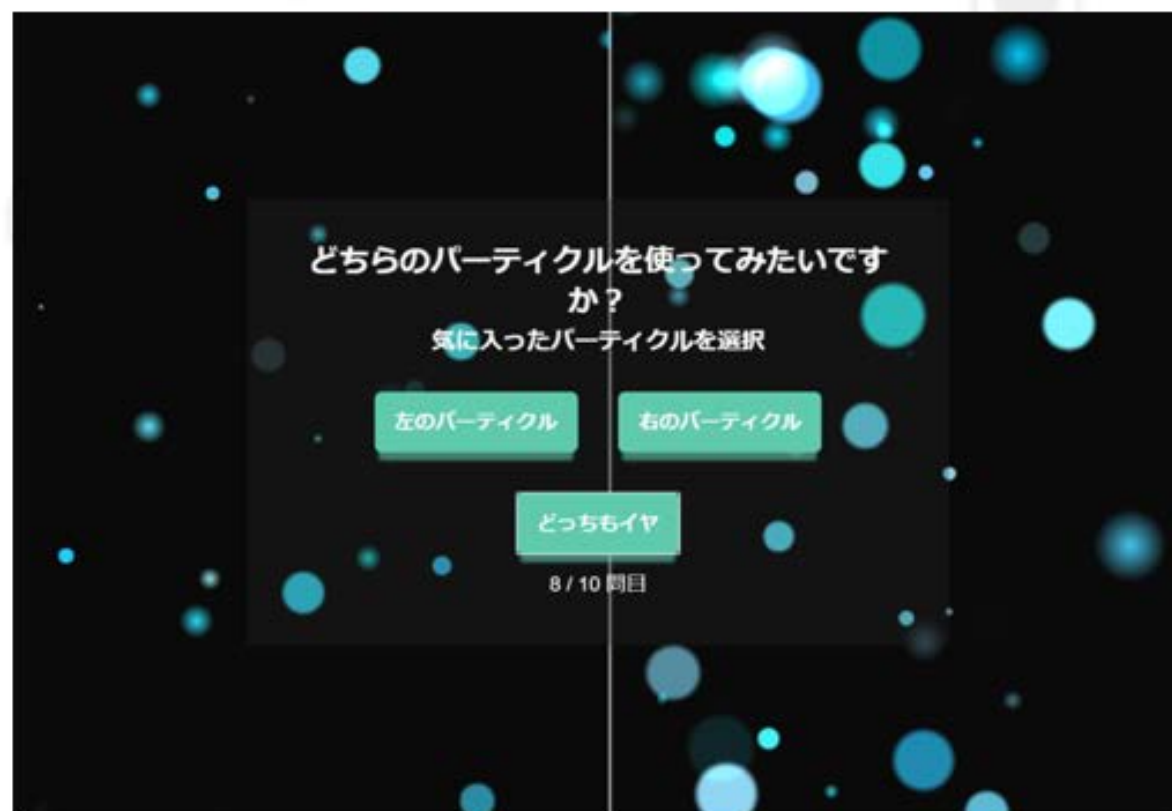 どちらのパーティクルを使ってみたいです
か？
気に入ったパーティクルを選択
左のパーティクル
右のパーティクル
どっちもイヤ
8 / 10 問目